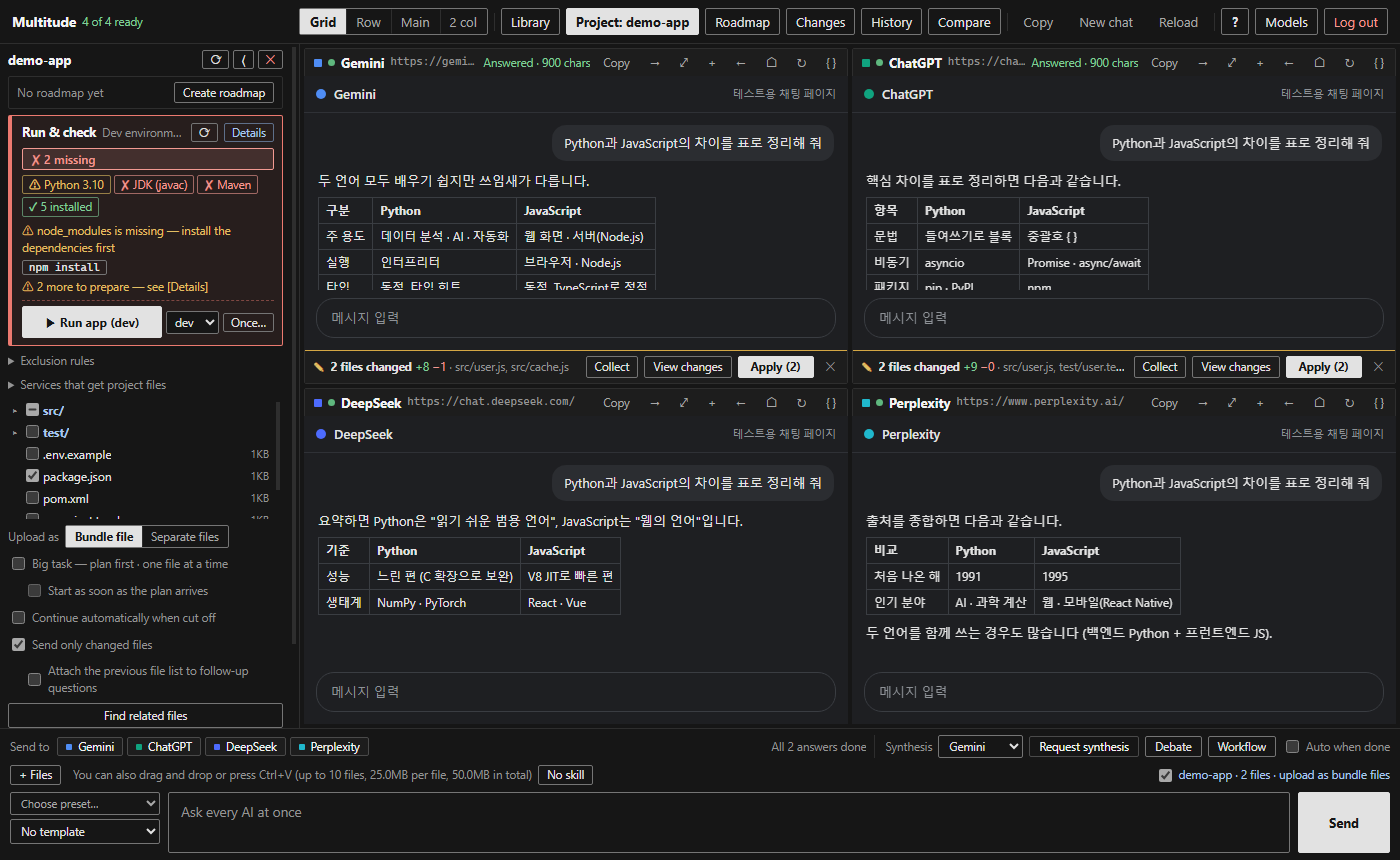 Multitude 4 of 4 ready
Grid Row Main 2 col Library Project: demo-app Roadmap Changes History Compare Copy New chat Reload ? Models Log out
demo-app
No roadmap yet Create roadmap
Run & check Dev environm... Details
✗ 2 missing
⚠ Python 3.10 ✗ JDK (javac) ✗ Maven
✓ 5 installed
⚠ node_modules is missing — install the
dependencies first
npm install
⚠ 2 more to prepare — see [Details]
▶ Run app (dev) dev Once...
Exclusion rules
Services that get project files
src/
test/
.env.example 1KB
package.json 1KB
pom.xml 1KB
Upload as Bundle file Separate files
Big task — plan first · one file at a time
Start as soon as the plan arrives
Continue automatically when cut off
Send only changed files
Attach the previous file list to follow-up
questions
Find related files
Gemini https://gemi... Answered · 900 chars Copy → ⤢ + ← ↻ { }
Gemini 테스트용 채팅 페이지
Python과 JavaScript의 차이를 표로 정리해 줘
두 언어 모두 배우기 쉽지만 쓰임새가 다릅니다.
구분 Python JavaScript
주 용도 데이터 분석 · AI · 자동화 웹 화면 · 서버(Node.js)
실행 인터프리터 브라우저 · Node.js
타입 동적, 타입 힌트 동적, TypeScript로 정적
메시지 입력
2 files changed +8 −1 · src/user.js, src/cache.js Collect View changes Apply (2)
ChatGPT https://cha... Answered · 900 chars Copy → ⤢ + ← ↻ { }
ChatGPT 테스트용 채팅 페이지
Python과 JavaScript의 차이를 표로 정리해 줘
핵심 차이를 표로 정리하면 다음과 같습니다.
항목 Python JavaScript
문법 들여쓰기로 블록 중괄호 { }
비동기 asyncio Promise · async/await
패키지 pip · PyPI npm
메시지 입력
2 files changed +9 −0 · src/user.js, test/user.te... Collect View changes Apply (2)
DeepSeek https://chat.deepseek.com/ Copy → ⤢ + ← ↻ { }
DeepSeek 테스트용 채팅 페이지
Python과 JavaScript의 차이를 표로 정리해 줘
요약하면 Python은 "읽기 쉬운 범용 언어", JavaScript는 "웹의 언어"입니다.
기준 Python JavaScript
성능 느린 편 (C 확장으로 보완) V8 JIT로 빠른 편
생태계 NumPy · PyTorch React · Vue
메시지 입력
Perplexity https://www.perplexity.ai/ Copy → ⤢ + ← ↻ { }
Perplexity 테스트용 채팅 페이지
Python과 JavaScript의 차이를 표로 정리해 줘
출처를 종합하면 다음과 같습니다.
비교 Python JavaScript
처음 나온 해 1991 1995
인기 분야 AI · 과학 계산 웹 · 모바일(React Native)
두 언어를 함께 쓰는 경우도 많습니다 (백엔드 Python + 프런트엔드 JS).
메시지 입력
Send to Gemini ChatGPT DeepSeek Perplexity All 2 answers done Synthesis Gemini Request synthesis Debate Workflow Auto when done
+ Files You can also drag and drop or press Ctrl+V (up to 10 files, 25.0MB per file, 50.0MB in total) No skill demo-app · 2 files · upload as bundle files
Choose preset...
No template
Ask every AI at once
Send